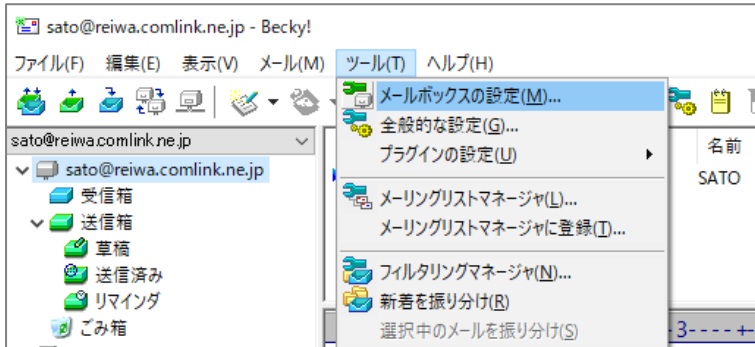 sato@reiwa.comlink.ne.jp - Becky!
ファイル(F) 編集(E) 表示(V) メール(M) ツール(T) ヘルプ(H)
メールボックスの設定(M)...
全般的な設定(G)...
プラグインの設定(U)
メーリングリストマネージャ(L)...
メーリングリストマネージャに登録(T)...
フィルタリングマネージャ(N)...
新着を振り分け(R)
選択中のメールを振り分け(S)
sato@reiwa.comlink.ne.jp
sato@reiwa.comlink.ne.jp
受信箱
送信箱
草稿
送信済み
リマインダ
ごみ箱
名前
SATO
-3----+-